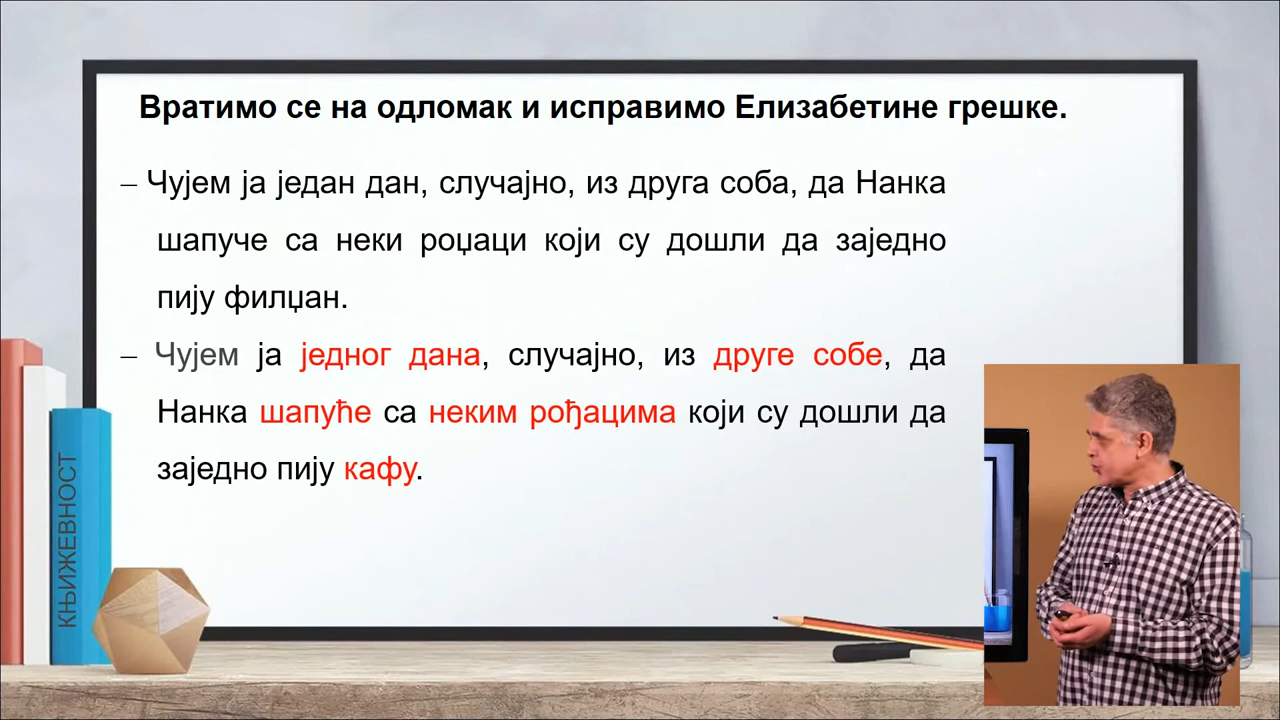 Вратимо се на одломак и исправимо Елизабетине грешке.
– Чујем ја један дан, случајно, из друга соба, да Нанка
шапуче са неки роџаци који су дошли да заједно
пију филџан.
– Чујем ја једног дана, случајно, из друге собе, да
Нанка шапуће са неким рођацима који су дошли да
заједно пију кафу.
КЊИЖЕВНОСТ